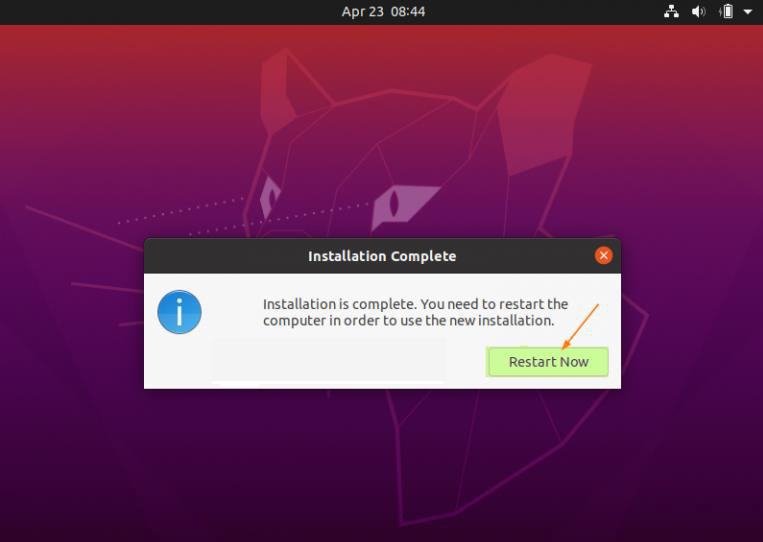 Apr 23 08:44
Installation Complete
Installation is complete. You need to restart the
computer in order to use the new installation.
Restart Now